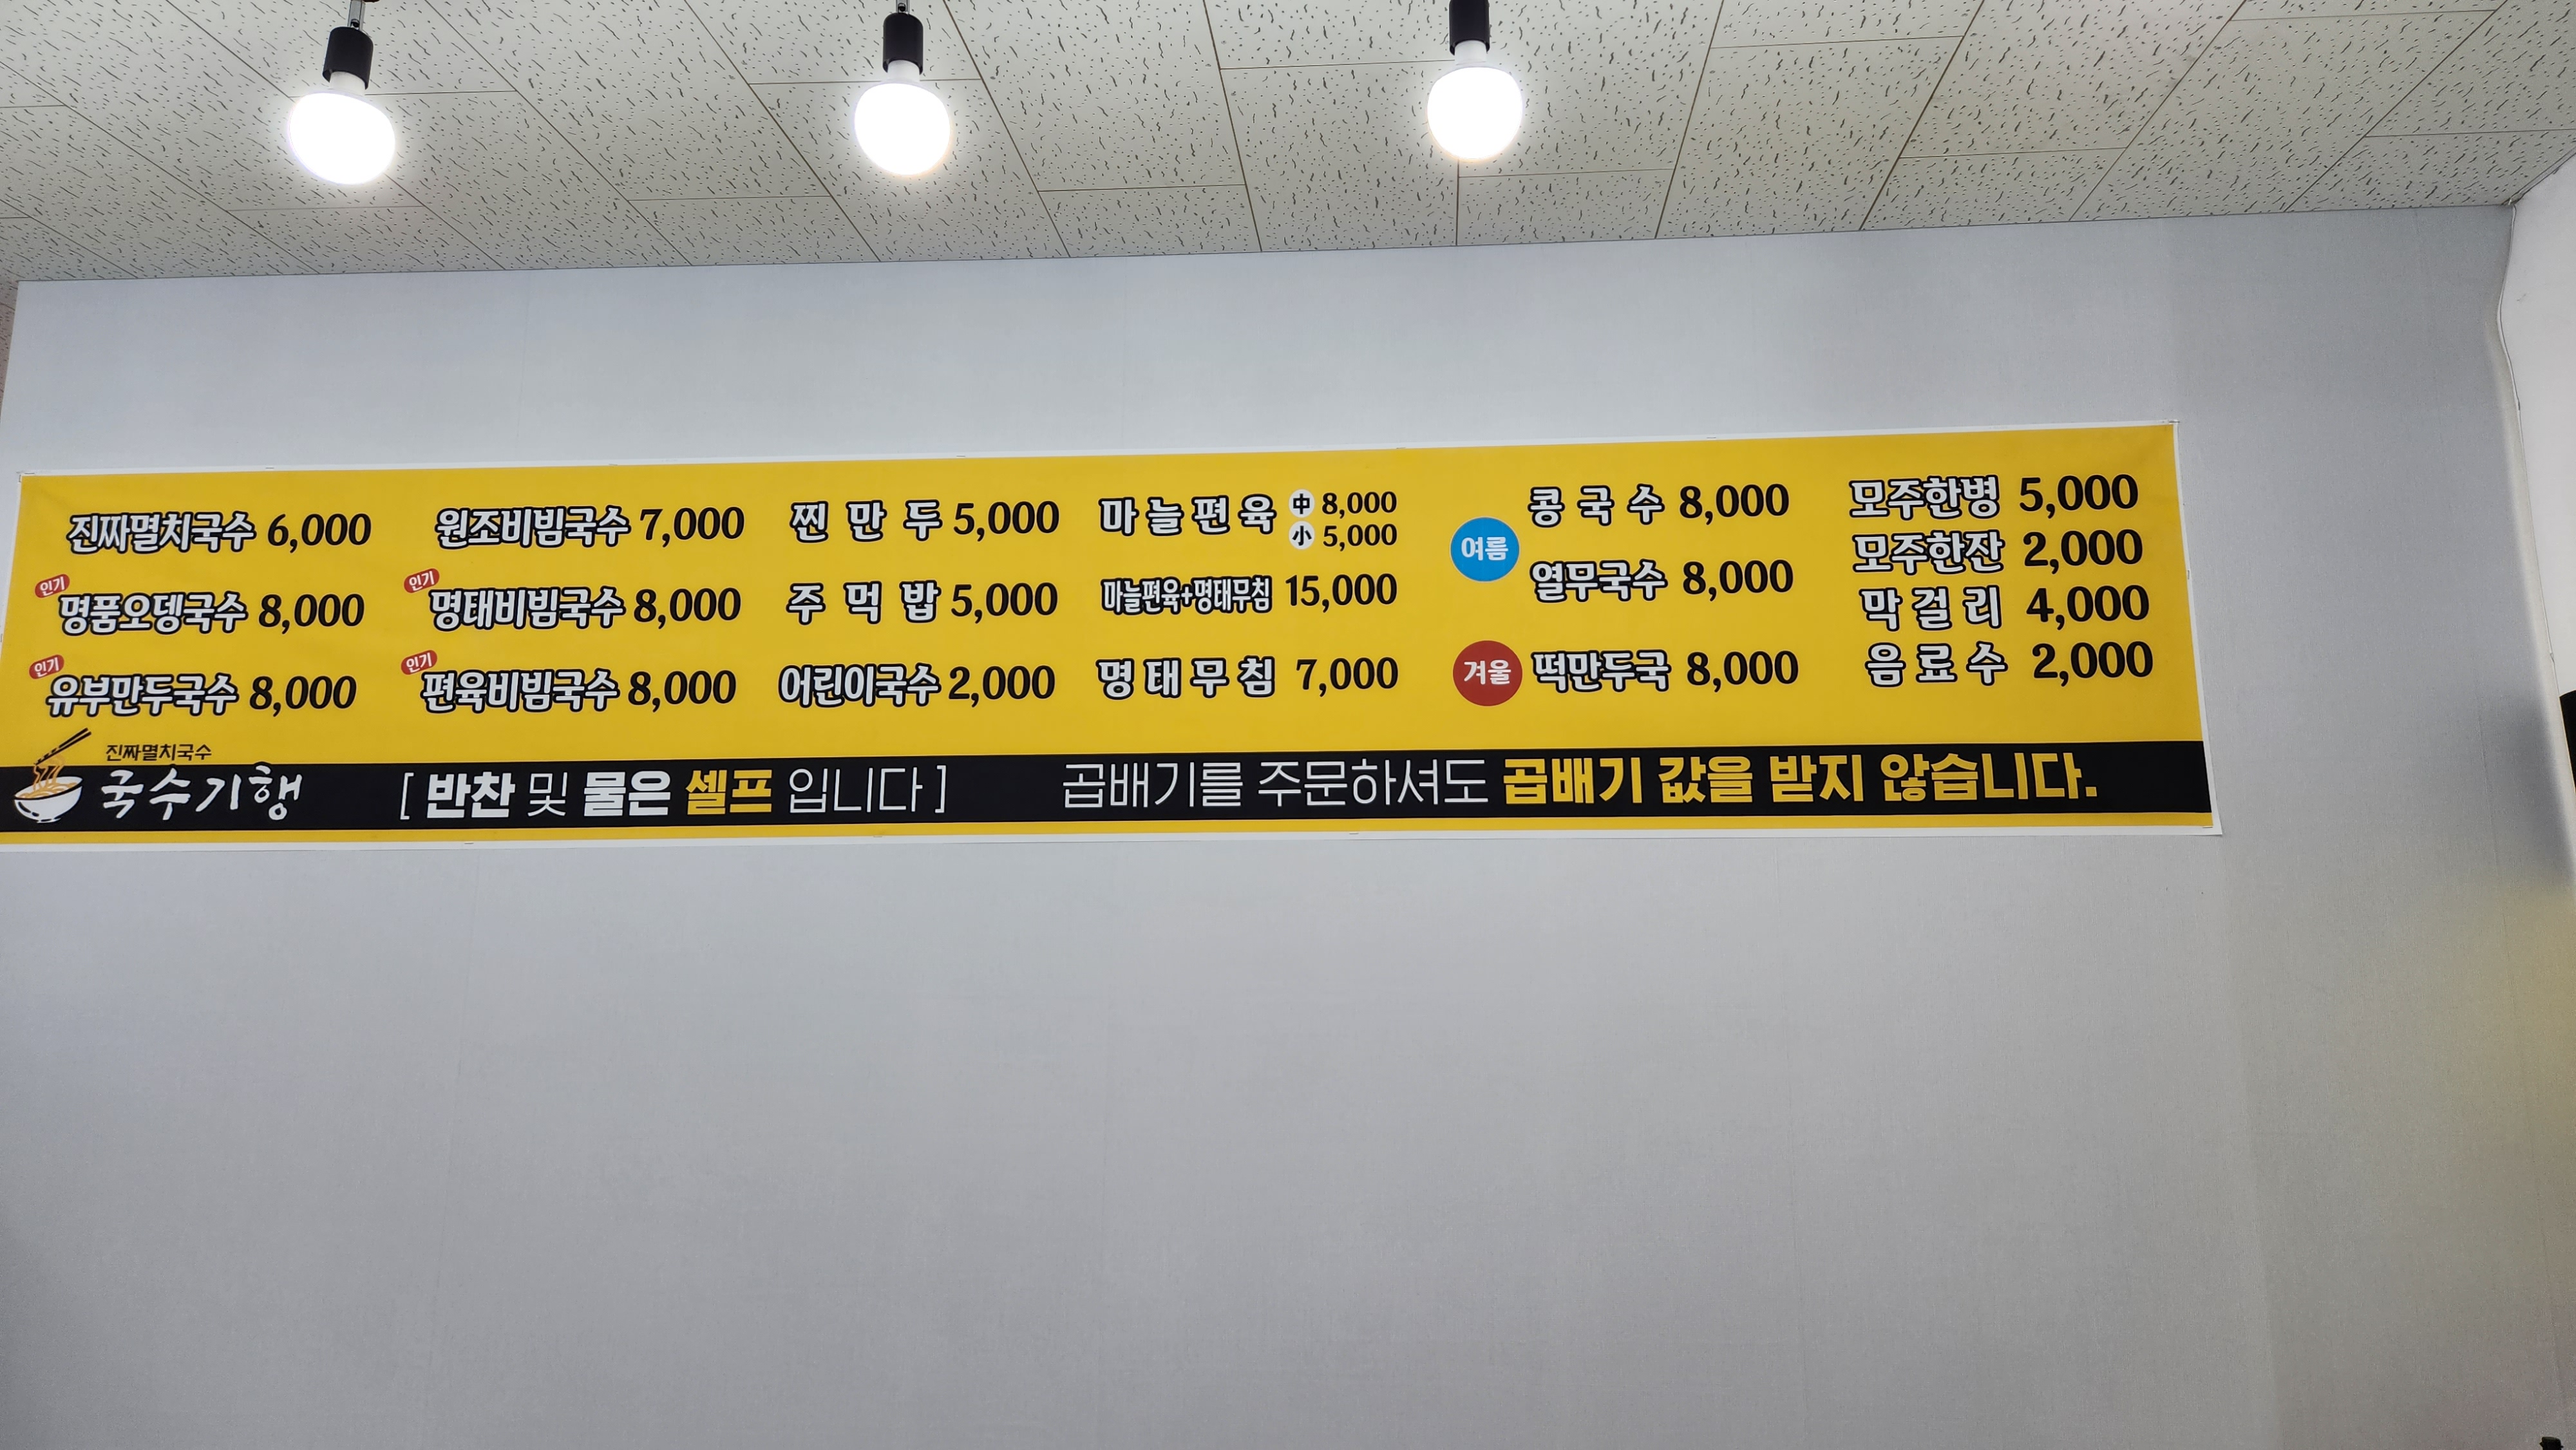 진짜멸치국수 6,000
인기
명품오뎅국수 8,000
인기
유부만두국수 8,000
원조비빔국수 7,000
인기
명태비빔국수 8,000
인기
편육비빔국수 8,000
찐만두 5,000
주먹밥 5,000
어린이국수 2,000
마늘편육 中 8,000
小 5,000
마늘편육+명태무침 15,000
명태무침 7,000
여름
콩국수 8,000
열무국수 8,000
겨울 떡만두국 8,000
모주한병 5,000
모주한잔 2,000
막걸리 4,000
음료수 2,000
진짜멸치국수
국수기행
[ 반찬 및 물은 셀프 입니다 ]
곱배기를 주문하셔도 곱배기 값을 받지 않습니다.